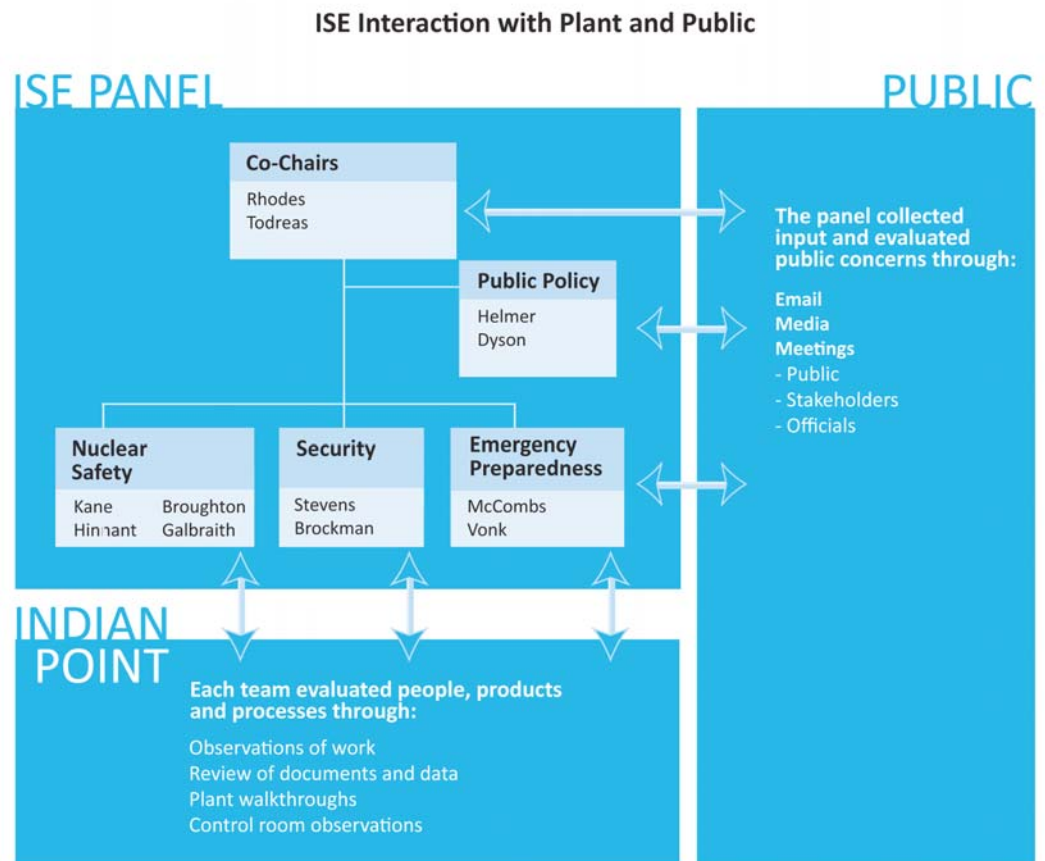 ISE Interaction with Plant and Public
ISE PANEL
Co-Chairs
Rhodes
Todreas
Public Policy
Helmer
Dyson
Nuclear
Safety
Kane Broughton
Hinnant Galbraith
Security
Stevens
Brockman
Emergency
Preparedness
McCombs
Vonk
PUBLIC
The panel collected
input and evaluated
public concerns through:
Email
Media
Meetings
- Public
- Stakeholders
- Officials
INDIAN
POINT
Each team evaluated people, products
and processes through:
Observations of work
Review of documents and data
Plant walkthroughs
Control room observations